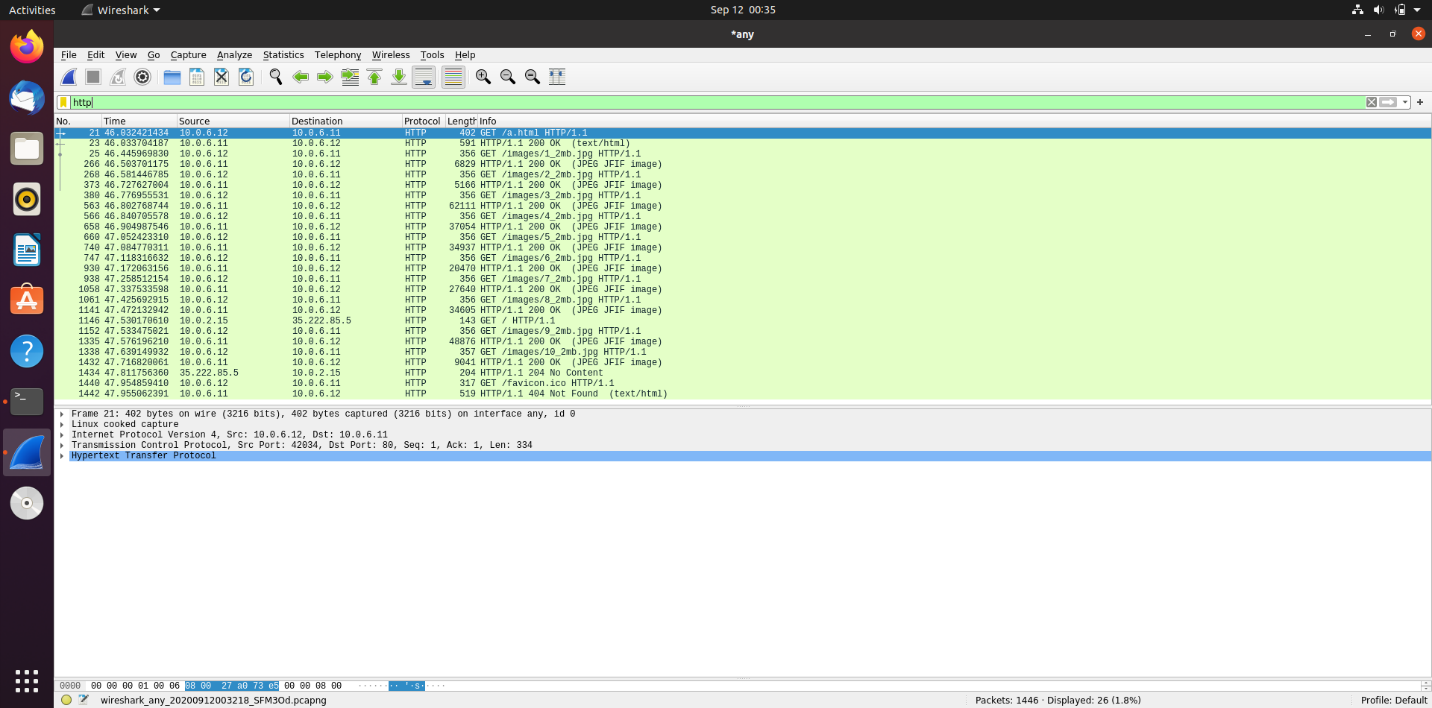 Activities Wireshark Sep 12 00:35
*any
File Edit View Go Capture Analyze Statistics Telephony Wireless Tools Help
http
No. Time Source Destination Protocol Length Info
21 46.032421434 10.0.6.12 10.0.6.11 HTTP 402 GET /a.html HTTP/1.1
23 46.033704187 10.0.6.11 10.0.6.12 HTTP 591 HTTP/1.1 200 OK (text/html)
25 46.445969830 10.0.6.12 10.0.6.11 HTTP 356 GET /images/1_2mb.jpg HTTP/1.1
266 46.503701175 10.0.6.11 10.0.6.12 HTTP 6829 HTTP/1.1 200 OK (JPEG JFIF image)
268 46.581446785 10.0.6.12 10.0.6.11 HTTP 356 GET /images/2_2mb.jpg HTTP/1.1
373 46.727627004 10.0.6.11 10.0.6.12 HTTP 5166 HTTP/1.1 200 OK (JPEG JFIF image)
380 46.776955531 10.0.6.12 10.0.6.11 HTTP 356 GET /images/3_2mb.jpg HTTP/1.1
563 46.802768744 10.0.6.11 10.0.6.12 HTTP 62111 HTTP/1.1 200 OK (JPEG JFIF image)
566 46.840705578 10.0.6.12 10.0.6.11 HTTP 356 GET /images/4_2mb.jpg HTTP/1.1
658 46.904987546 10.0.6.11 10.0.6.12 HTTP 37054 HTTP/1.1 200 OK (JPEG JFIF image)
660 47.052423310 10.0.6.12 10.0.6.11 HTTP 356 GET /images/5_2mb.jpg HTTP/1.1
740 47.084770311 10.0.6.11 10.0.6.12 HTTP 34937 HTTP/1.1 200 OK (JPEG JFIF image)
747 47.118316632 10.0.6.12 10.0.6.11 HTTP 356 GET /images/6_2mb.jpg HTTP/1.1
930 47.172063156 10.0.6.11 10.0.6.12 HTTP 20470 HTTP/1.1 200 OK (JPEG JFIF image)
938 47.258512154 10.0.6.12 10.0.6.11 HTTP 356 GET /images/7_2mb.jpg HTTP/1.1
1058 47.337533598 10.0.6.11 10.0.6.12 HTTP 27640 HTTP/1.1 200 OK (JPEG JFIF image)
1061 47.425692915 10.0.6.12 10.0.6.11 HTTP 356 GET /images/8_2mb.jpg HTTP/1.1
1141 47.472132942 10.0.6.11 10.0.6.12 HTTP 34605 HTTP/1.1 200 OK (JPEG JFIF image)
1146 47.530170610 10.0.2.15 35.222.85.5 HTTP 143 GET / HTTP/1.1
1152 47.533475021 10.0.6.12 10.0.6.11 HTTP 356 GET /images/9_2mb.jpg HTTP/1.1
1335 47.576196210 10.0.6.11 10.0.6.12 HTTP 48876 HTTP/1.1 200 OK (JPEG JFIF image)
1338 47.639149932 10.0.6.12 10.0.6.11 HTTP 357 GET /images/10_2mb.jpg HTTP/1.1
1432 47.716820061 10.0.6.11 10.0.6.12 HTTP 9041 HTTP/1.1 200 OK (JPEG JFIF image)
1434 47.811756360 35.222.85.5 10.0.2.15 HTTP 204 HTTP/1.1 204 No Content
1440 47.954859410 10.0.6.12 10.0.6.11 HTTP 317 GET /favicon.ico HTTP/1.1
1442 47.955062391 10.0.6.11 10.0.6.12 HTTP 519 HTTP/1.1 404 Not Found (text/html)
Frame 21: 402 bytes on wire (3216 bits), 402 bytes captured (3216 bits) on interface any, id 0
Linux cooked capture
Internet Protocol Version 4, Src: 10.0.6.12, Dst: 10.0.6.11
Transmission Control Protocol, Src Port: 42034, Dst Port: 80, Seq: 1, Ack: 1, Len: 334
Hypertext Transfer Protocol
0000 00 00 00 01 00 06 08 00 27 a0 73 e5 00 00 08 00 ········ '·s·····
wireshark_any_20200912003218_SFM3Od.pcapng Packets: 1446 · Displayed: 26 (1.8%) Profile: Default